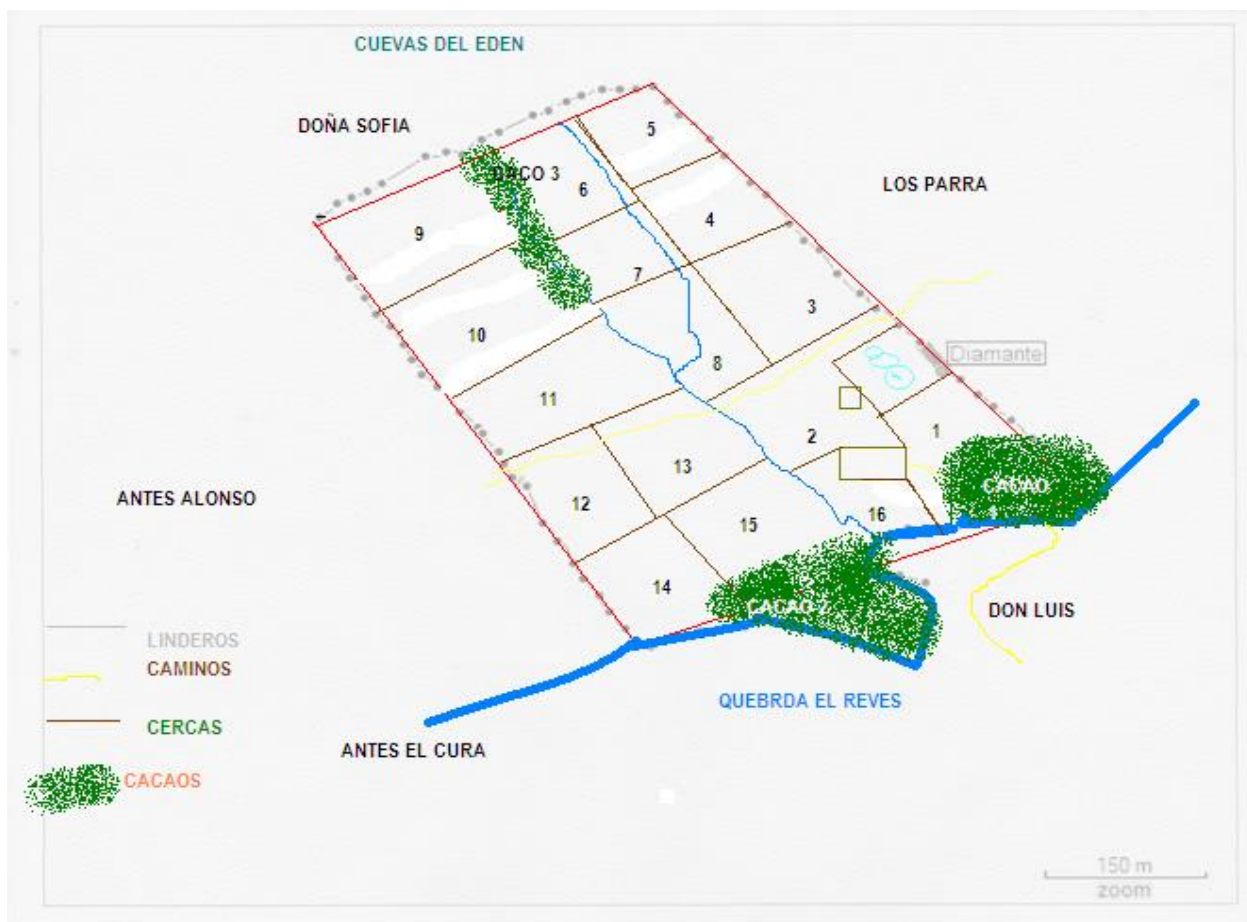 CUEVAS DEL EDEN
DOÑA SOFIA
5
CACO 3
6
LOS PARRA
4
9
7
3
10
Diamante
8
11
2
1
13
CACAO
1
ANTES ALONSO
12
15
16
14
CACAO 2
DON LUIS
LINDEROS
CAMINOS
QUEBRDA EL REVES
CERCAS
ANTES EL CURA
CACAOS
150 m
zoom